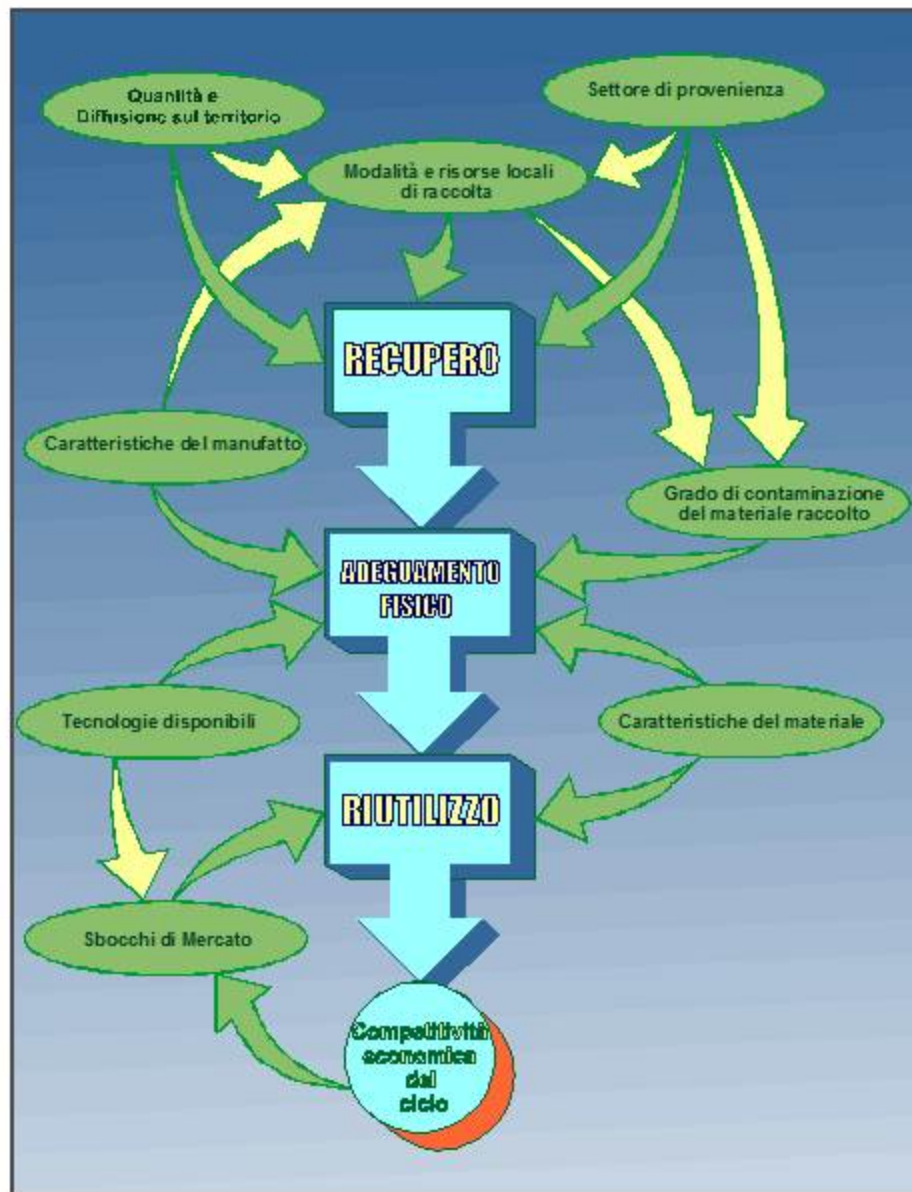 Quantità e
Diffusione sul territorio
Settore di provenienza
Modalità e risorse locali
di raccolta
RECUPERO
Caratteristiche del manufatto
Grado di contaminazione
del materiale raccolto
ADEGUAMENTO
FISICO
Tecnologie disponibili
Caratteristiche del materiale
RIUTILIZZO
Sbocchi di Mercato
Competitività
economica
del
ciclo